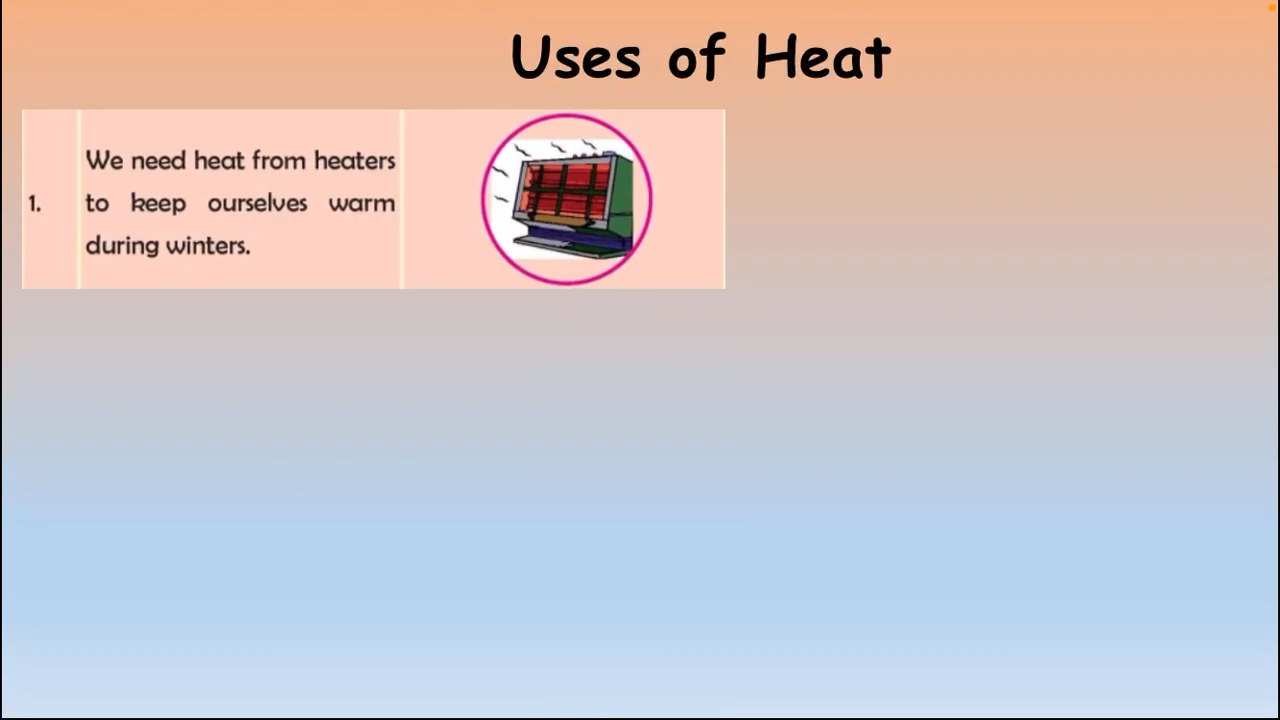 Uses of Heat
1.
We need heat from heaters
to keep ourselves warm
during winters.